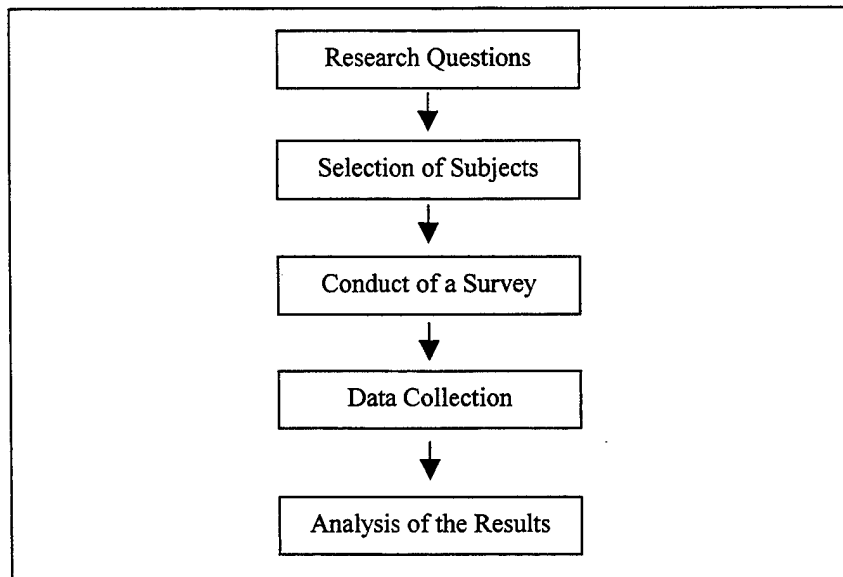 Research Questions
Selection of Subjects
Conduct of a Survey
Data Collection
Analysis of the Results